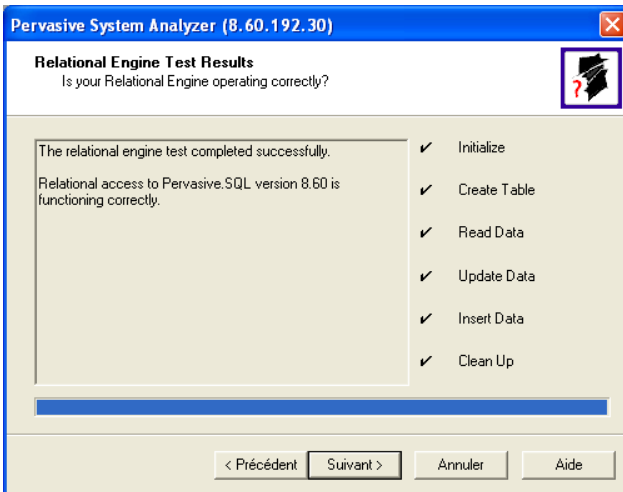 Pervasive System Analyzer (8.60.192.30)
Relational Engine Test Results
Is your Relational Engine operating correctly?
?
The relational engine test completed successfully.
Relational access to Pervasive.SQL version 8.60 is
functioning correctly.
Initialize
Create Table
Read Data
Update Data
Insert Data
Clean Up
< Précédent
Suivant >
Annuler
Aide